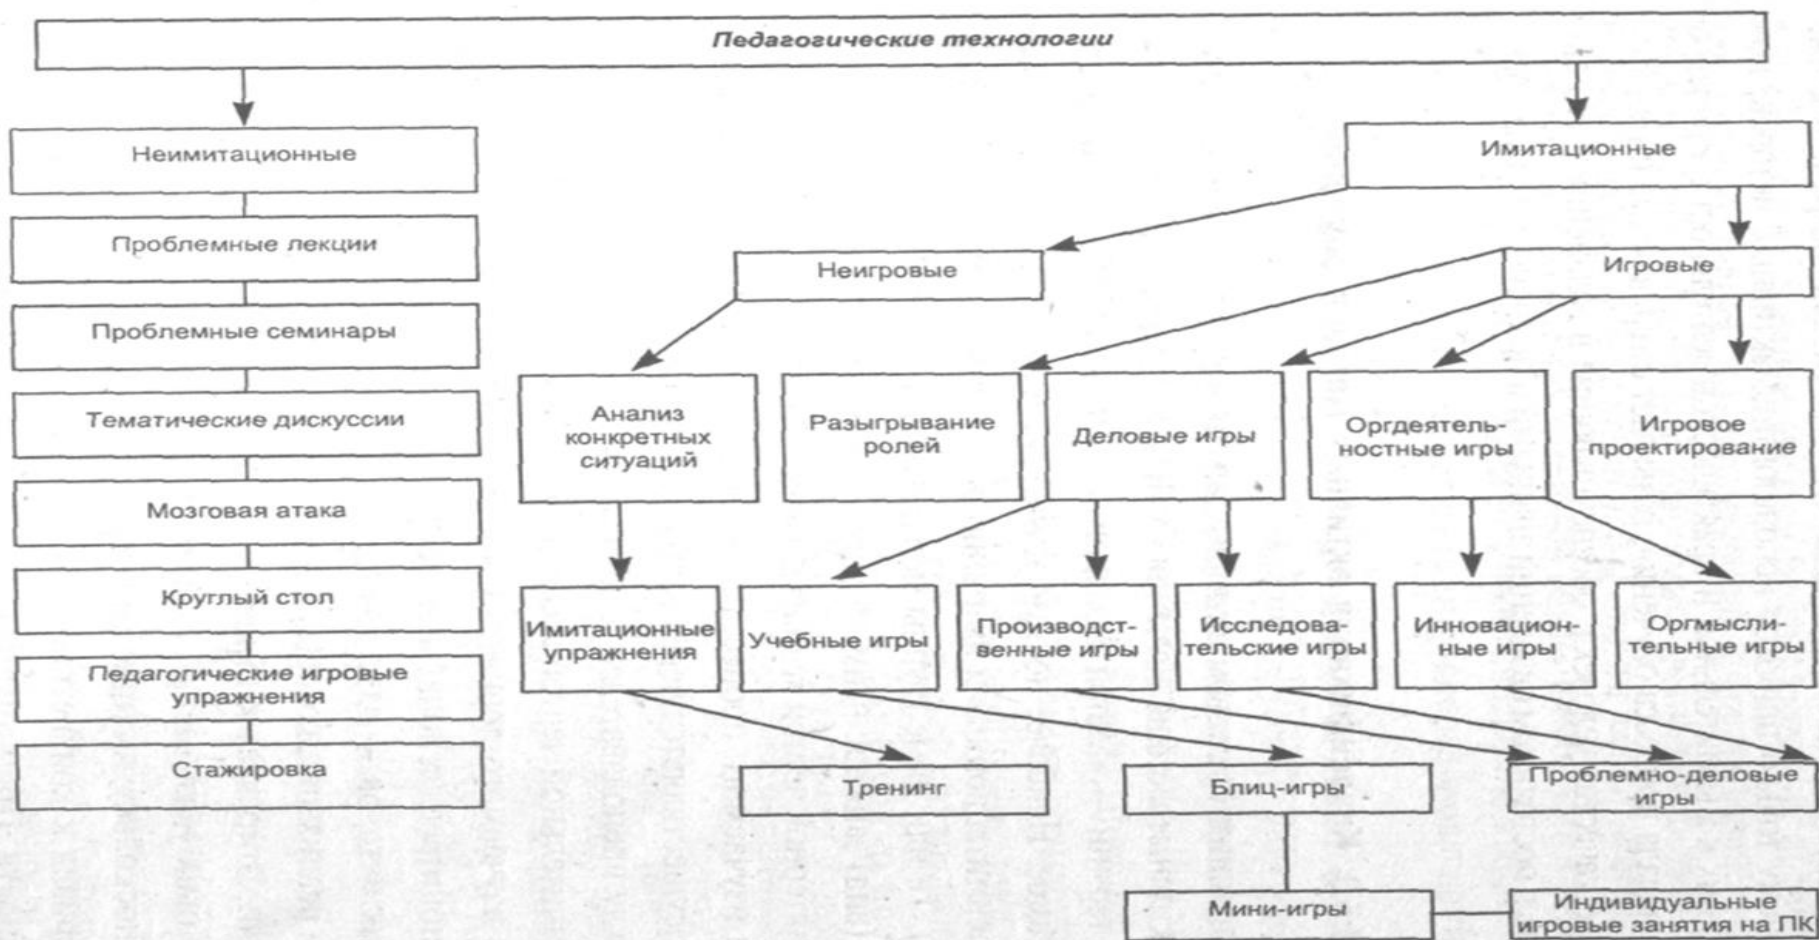 Педагогические технологии
Неимитационные
Имитационные
Проблемные лекции
Неигровые
Игровые
Проблемные семинары
Тематические дискуссии
Анализ
конкретных
ситуаций
Разыгрывание
ролей
Деловые игры
Оргдеятель-
ностные игры
Игровое
проектирование
Мозговая атака
Круглый стол
Имитационные
упражнения
Учебные игры
Производст-
венные игры
Исследова-
тельские игры
Инновацион-
ные игры
Оргмысли-
тельные игры
Педагогические игровые
упражнения
Стажировка
Тренинг
Блиц-игры
Проблемно-деловые
игры
Мини-игры
Индивидуальные
игровые занятия на ПК